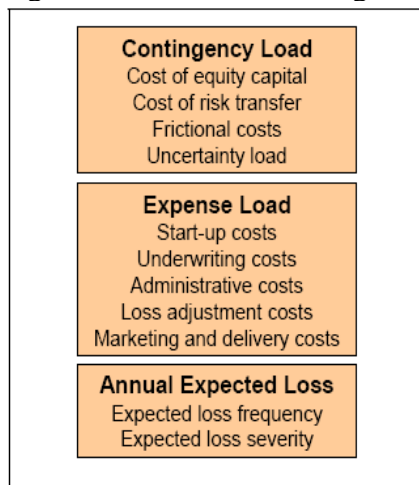 Contingency Load
Cost of equity capital
Cost of risk transfer
Frictional costs
Uncertainty load
Expense Load
Start-up costs
Underwriting costs
Administrative costs
Loss adjustment costs
Marketing and delivery costs
Annual Expected Loss
Expected loss frequency
Expected loss severity